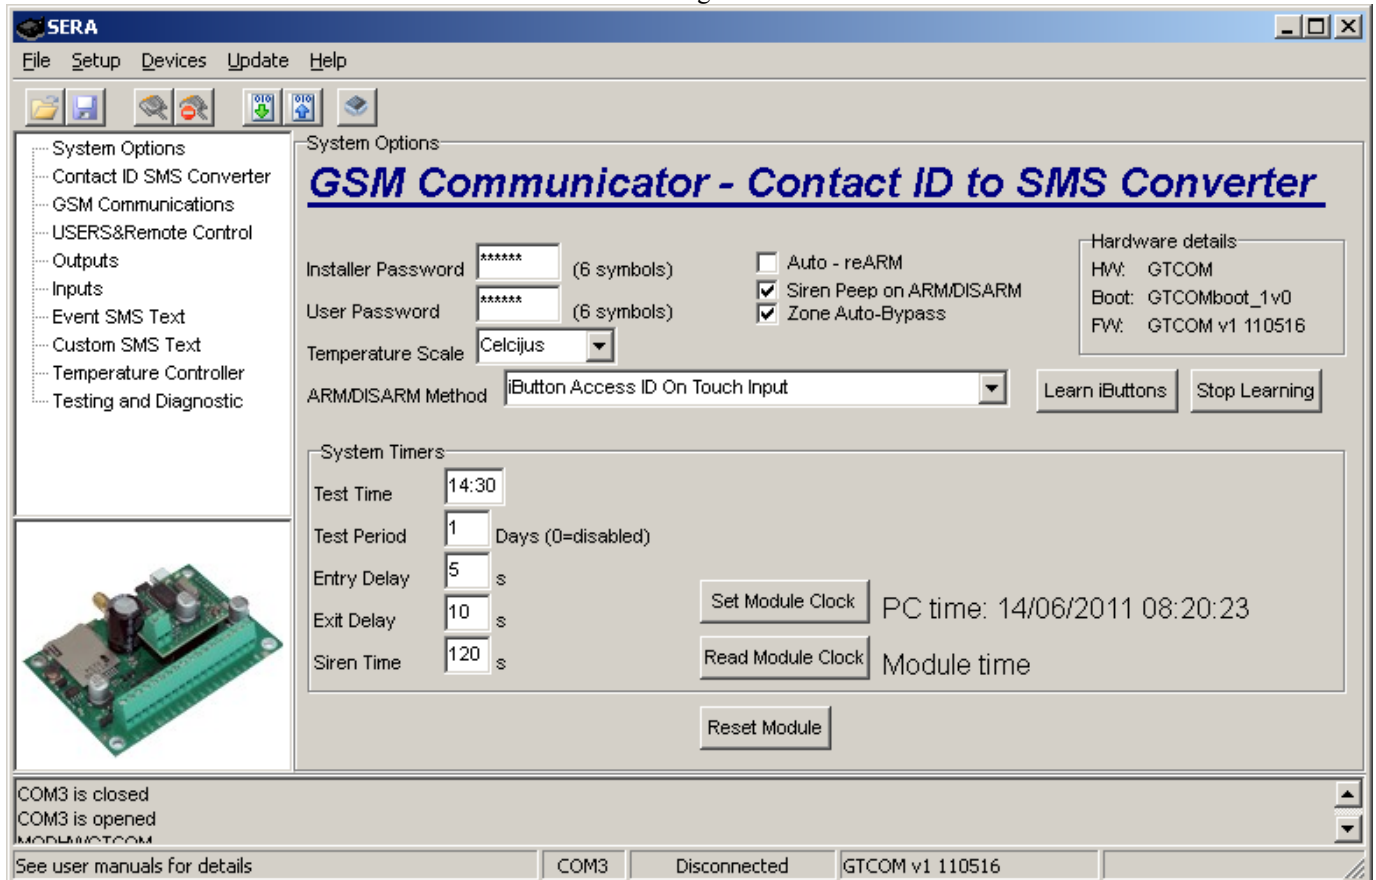 SERA
File Setup Devices Update Help
System Options
Contact ID SMS Converter
GSM Communications
USERS&Remote Control
Outputs
Inputs
Event SMS Text
Custom SMS Text
Temperature Controller
Testing and Diagnostic
System Options
GSM Communicator - Contact ID to SMS Converter
Installer Password ****** (6 symbols)
User Password ****** (6 symbols)
Temperature Scale Celcijus
ARM/DISARM Method iButton Access ID On Touch Input
Auto - reARM
Siren Peep on ARM/DISARM
Zone Auto-Bypass
Hardware details
HW: GTCOM
Boot: GTCOMboot_1v0
FW: GTCOM v1 110516
Learn iButtons Stop Learning
System Timers
Test Time 14:30
Test Period 1 Days (0=disabled)
Entry Delay 5 s
Exit Delay 10 s
Siren Time 120 s
Set Module Clock PC time: 14/06/2011 08:20:23
Read Module Clock Module time
Reset Module
COM3 is closed
COM3 is opened
See user manuals for details COM3 Disconnected GTCOM v1 110516